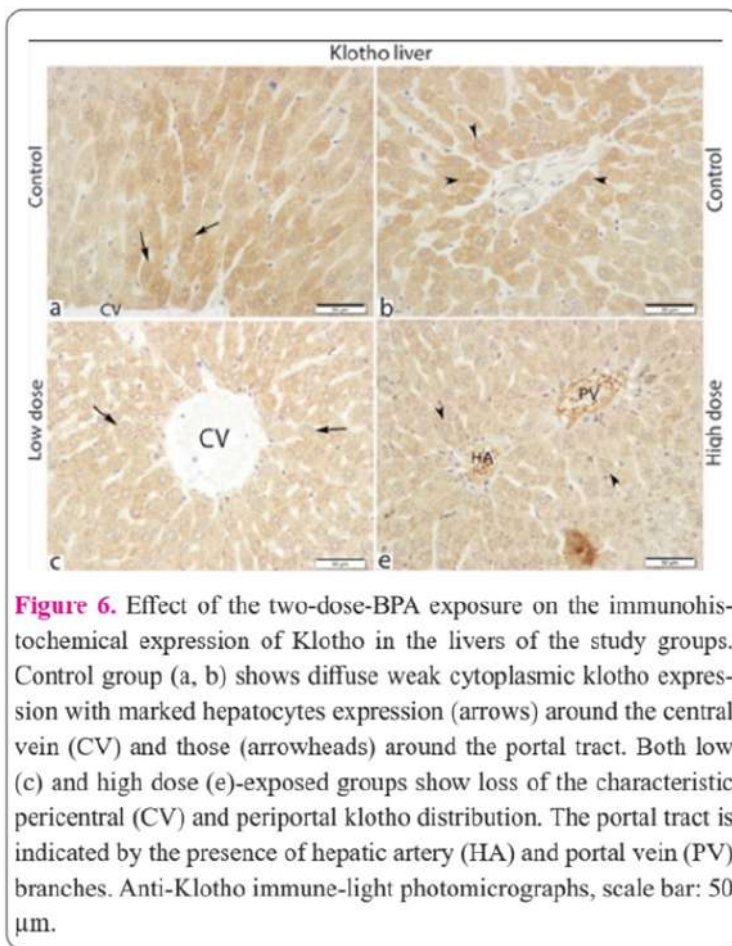 Klotho liver
Control
Control
a
CV
b
Low dose
High dose
CV
c
PV
HA
e
Figure 6. Effect of the two-dose-BPA exposure on the immunohis-
tochemical expression of Klotho in the livers of the study groups.
Control group (a, b) shows diffuse weak cytoplasmic klotho expres-
sion with marked hepatocytes expression (arrows) around the central
vein (CV) and those (arrowheads) around the portal tract. Both low
(c) and high dose (e)-exposed groups show loss of the characteristic
pericentral (CV) and periportal klotho distribution. The portal tract is
indicated by the presence of hepatic artery (HA) and portal vein (PV)
branches. Anti-Klotho immune-light photomicrographs, scale bar: 50
μm.